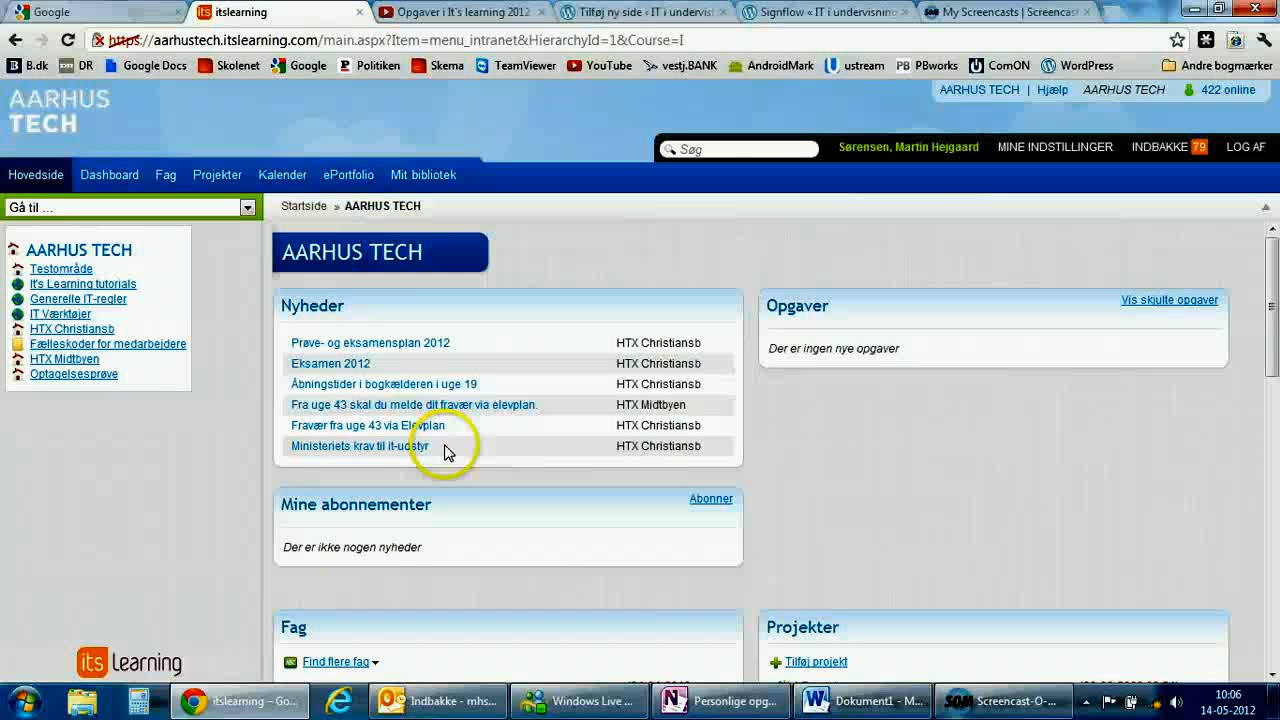 Google
itslearning
Opgaver i It's learning 2012
Tilføj ny side ‹ IT i undervis
Signflow « IT i undervisning
My Screencasts | Screencas
https://aarhustech.itslearning.com/main.aspx?Item=menu_intranet&HierarchyId=1&Course=I
B.dk
DR
Google Docs
Skolenet
Google
Politiken
Skema
TeamViewer
YouTube
vestj.BANK
AndroidMark
ustream
PBworks
ComON
WordPress
Andre bogmærker
AARHUS
TECH
AARHUS TECH | Hjælp AARHUS TECH 422 online
Søg
Sørensen, Martin Hejgaard MINE INDSTILLINGER INDBAKKE 79 LOG AF
Hovedside Dashboard Fag Projekter Kalender ePortfolio Mit bibliotek
Gå til ...
Startside » AARHUS TECH
AARHUS TECH
Testområde
It's Learning tutorials
Generelle IT-regler
IT Værktøjer
HTX Christiansb
Fælleskoder for medarbejdere
HTX Midtbyen
Optagelsesprøve
AARHUS TECH
Nyheder
Prøve- og eksamensplan 2012 HTX Christiansb
Eksamen 2012 HTX Christiansb
Åbningstider i bogkælderen i uge 19 HTX Christiansb
Fra uge 43 skal du melde dit fravær via elevplan. HTX Midtbyen
Fravær fra uge 43 via Elevplan HTX Christiansb
Ministeriets krav til it-udstyr HTX Christiansb
Opgaver
Vis skjulte opgaver
Der er ingen nye opgaver
Mine abonnementer
Abonner
Der er ikke nogen nyheder
Fag
Find flere fag
Projekter
Tilføj projekt
its Learning
itslearning – Go...
Indbakke - mhs...
Windows Live ...
Personlige opg...
Dokument1 - M...
Screencast-O-...
10:06
14-05-2012